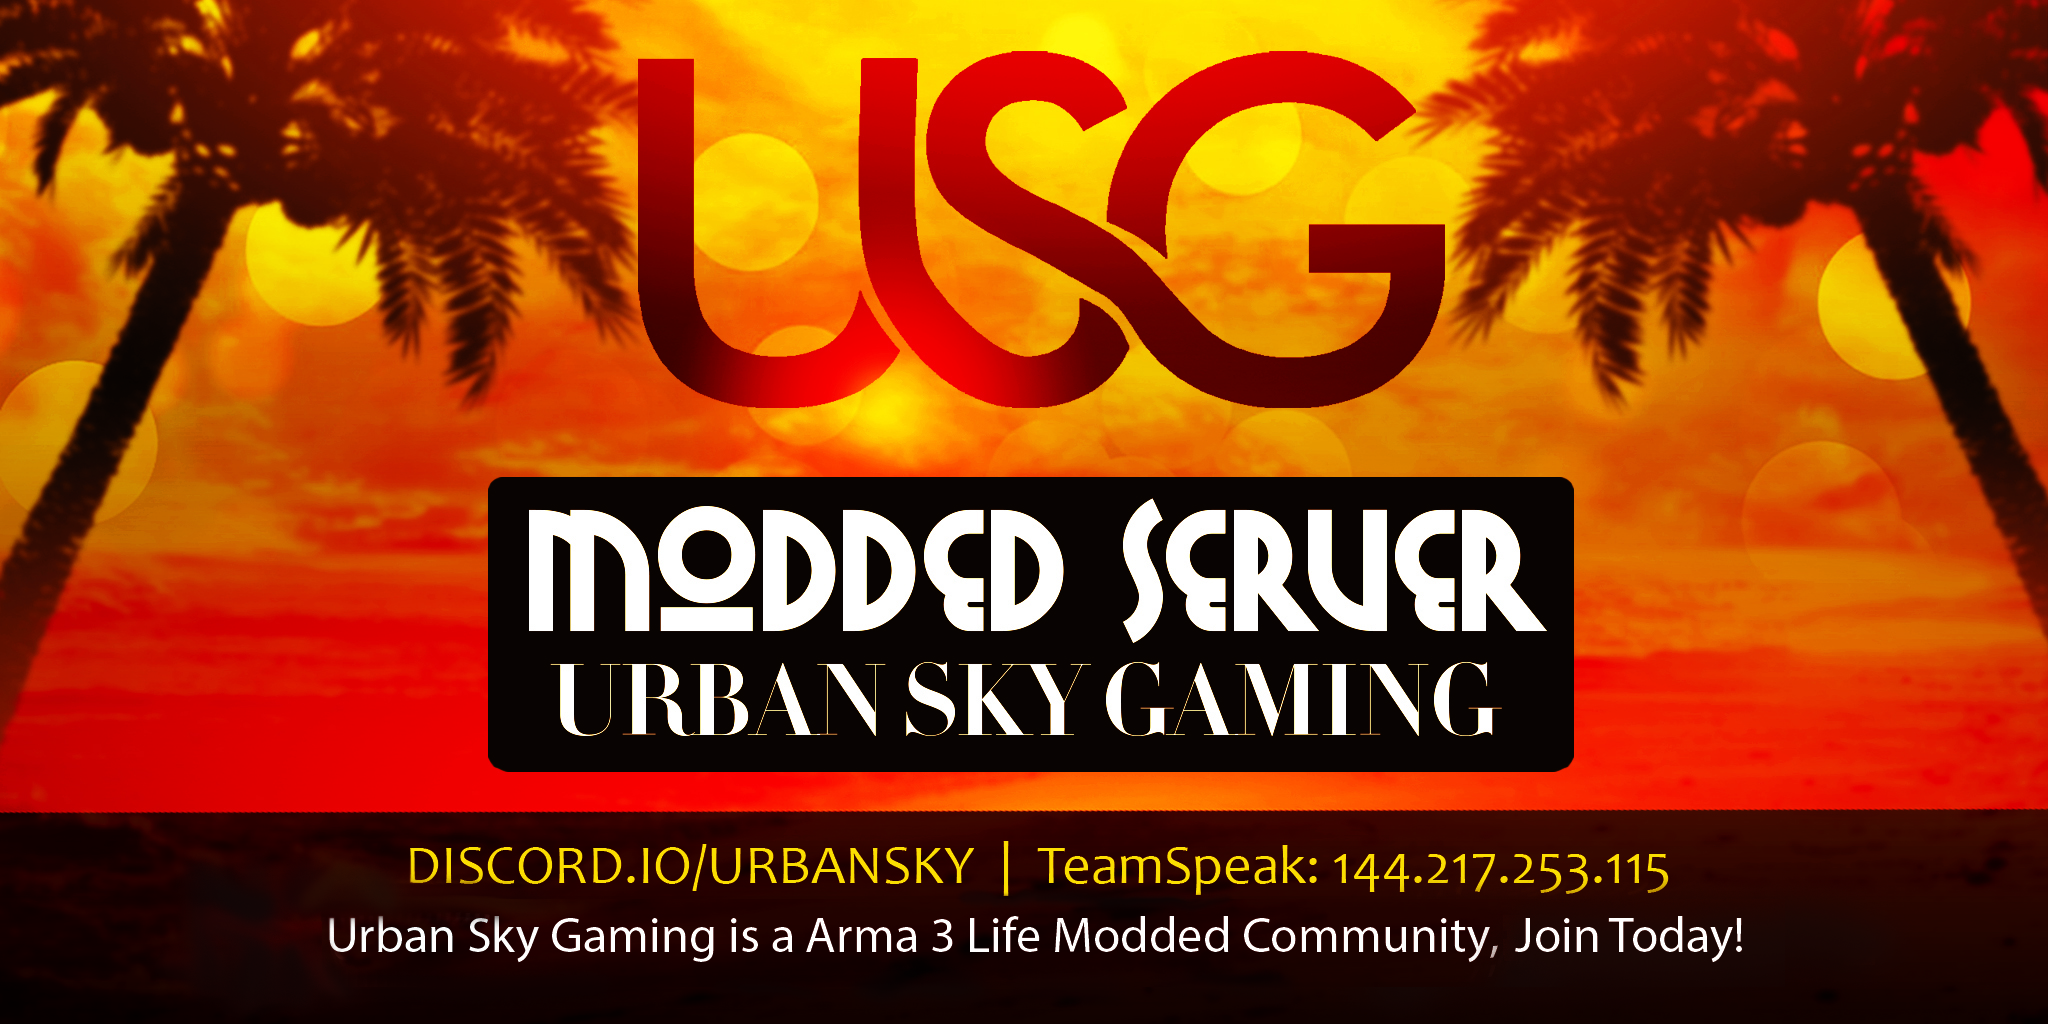 USG
MODDED SERVER
URBAN SKY GAMING
DISCORD.IO/URBANSKY | TeamSpeak: 144.217.253.115
Urban Sky Gaming is a Arma 3 Life Modded Community, Join Today!